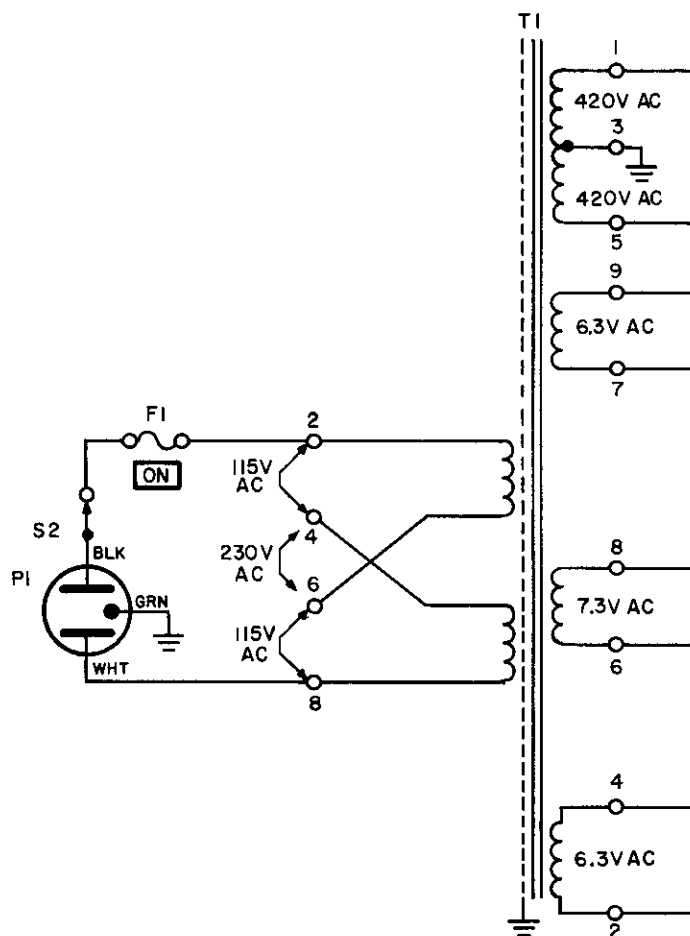 T1
1
420V AC
3
420V AC
5
9
6.3V AC
7
F1
2
ON
115V
AC
S2
BLK
4
230V
AC
P1
GRN
6
115V
AC
WHT
8
8
7.3V AC
6
4
6.3V AC
2